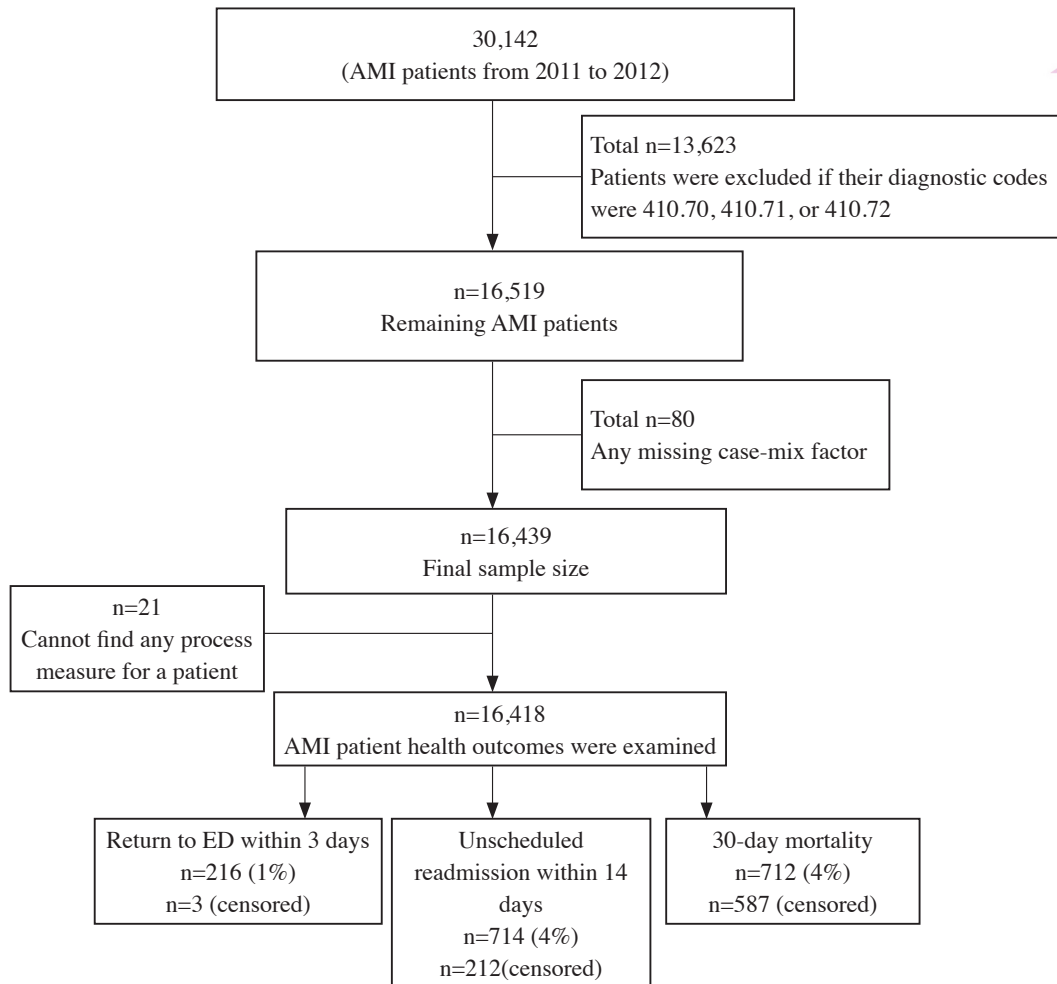 30,142
(AMI patients from 2011 to 2012)
Total n=13,623
Patients were excluded if their diagnostic codes
were 410.70, 410.71, or 410.72
n=16,519
Remaining AMI patients
Total n=80
Any missing case-mix factor
n=16,439
Final sample size
n=21
Cannot find any process
measure for a patient
n=16,418
AMI patient health outcomes were examined
Return to ED within 3 days
n=216 (1%)
n=3 (censored)
Unscheduled
readmission within 14
days
n=714 (4%)
n=212(censored)
30-day mortality
n=712 (4%)
n=587 (censored)